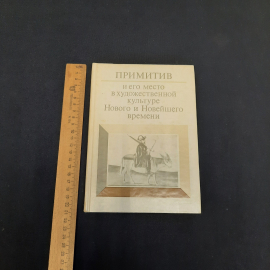 ПРИМИТИВ
и его место
в художественной
культуре
Нового и Новейшего
времени